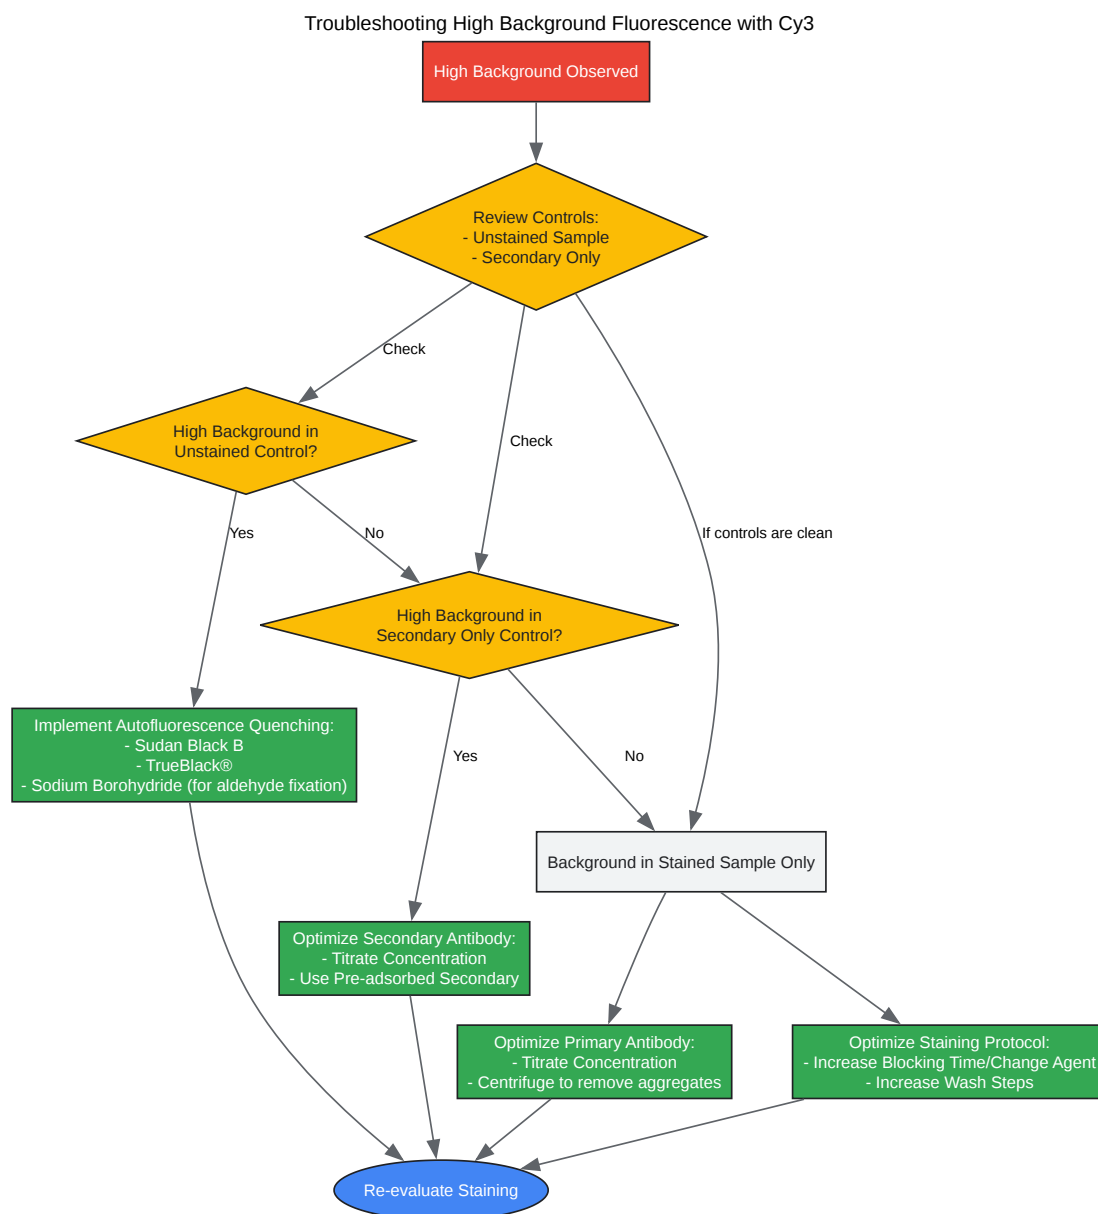 Troubleshooting High Background Fluorescence with Cy3
High Background Observed
Review Controls:
- Unstained Sample
- Secondary Only
Check
High Background in
Unstained Control?
Check
Yes
No
If controls are clean
High Background in
Secondary Only Control?
Implement Autofluorescence Quenching:
- Sudan Black B
- TrueBlack®
- Sodium Borohydride (for aldehyde fixation)
Yes
No
Background in Stained Sample Only
Optimize Secondary Antibody:
- Titrate Concentration
- Use Pre-adsorbed Secondary
Optimize Primary Antibody:
- Titrate Concentration
- Centrifuge to remove aggregates
Optimize Staining Protocol:
- Increase Blocking Time/Change Agent
- Increase Wash Steps
Re-evaluate Staining